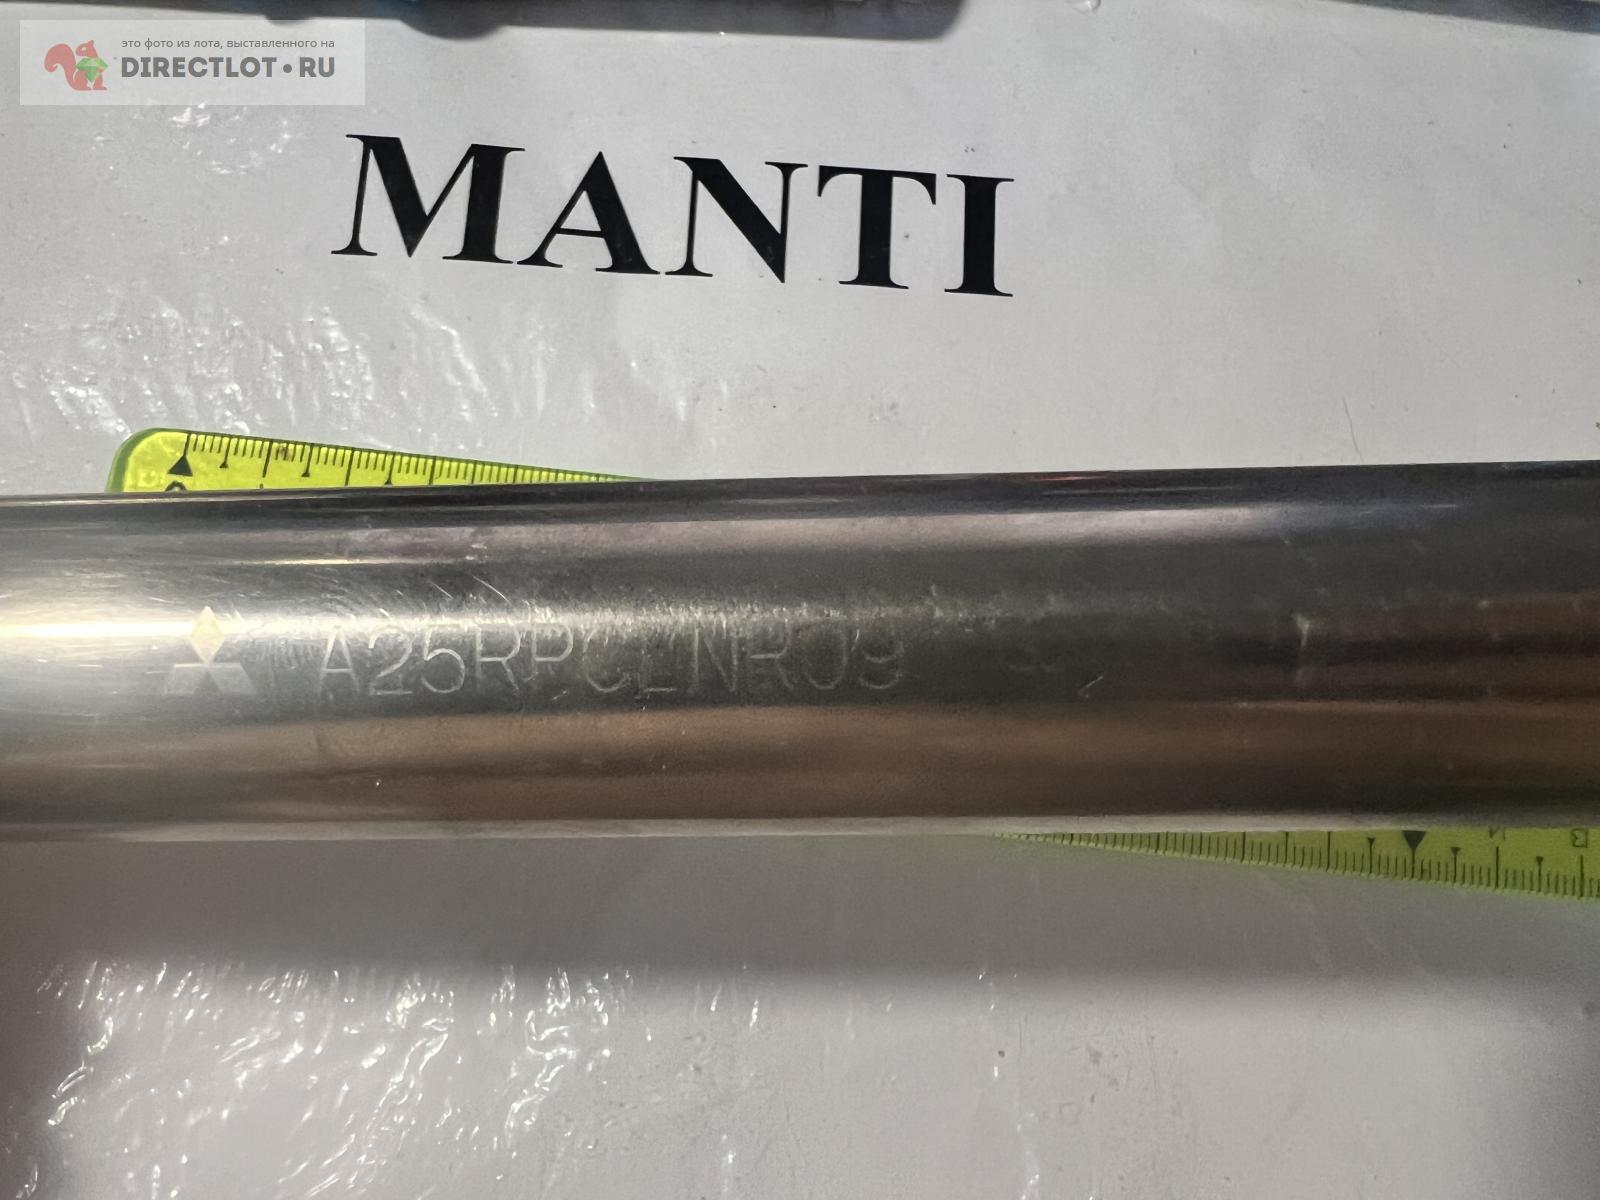 это фото из лота, выставленного на
DIRECTLOT•RU
MANTI
A25RPCLNR09